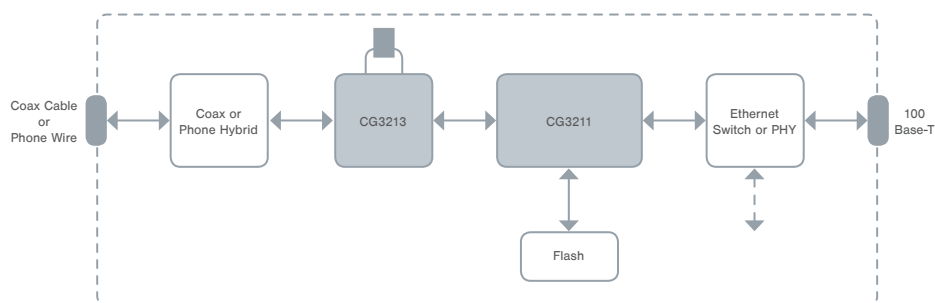 Coax Cable
or
Phone Wire
Coax or
Phone Hybrid
CG3213
CG3211
Ethernet
Switch or PHY
100
Base-T
Flash